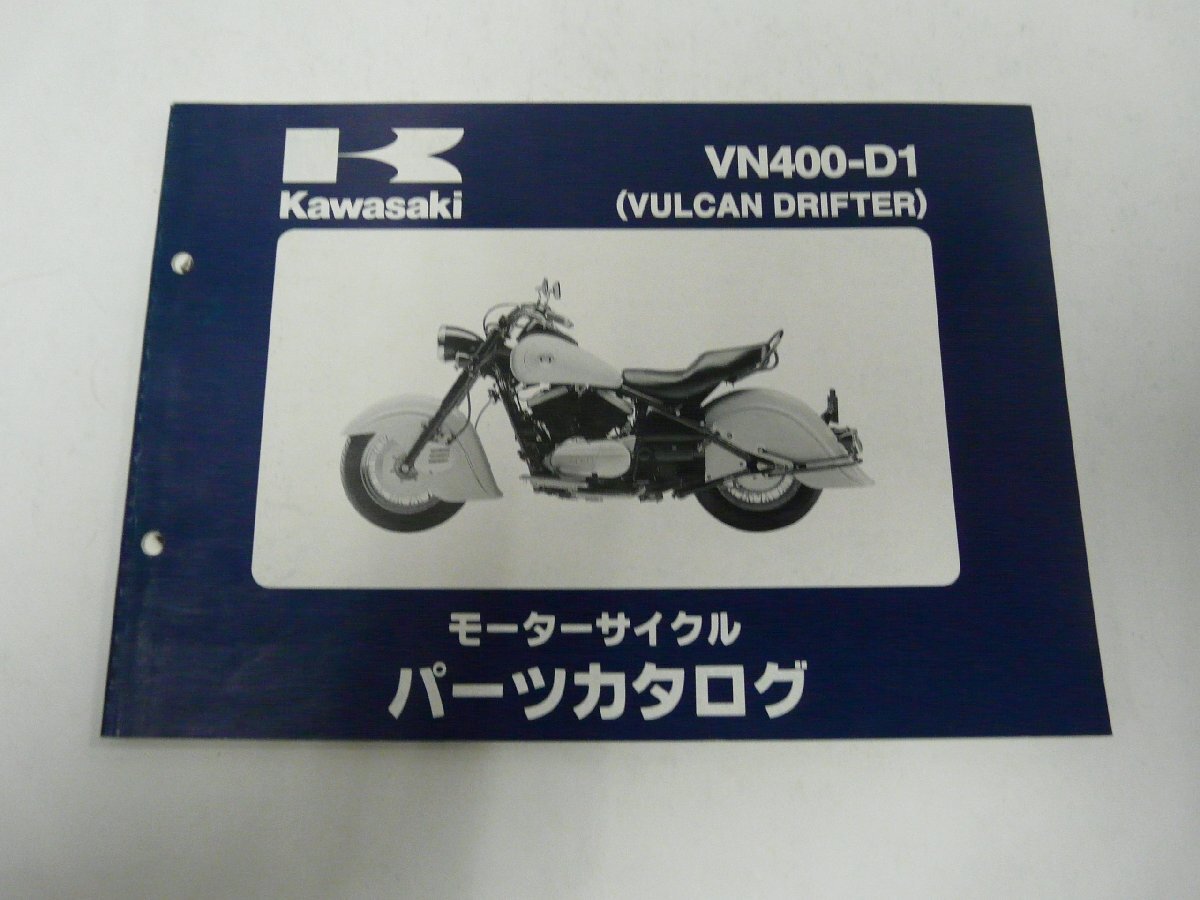 Kawasaki
VN400-D1
(VULCAN DRIFTER)
モーターサイクル
パーツカタログ